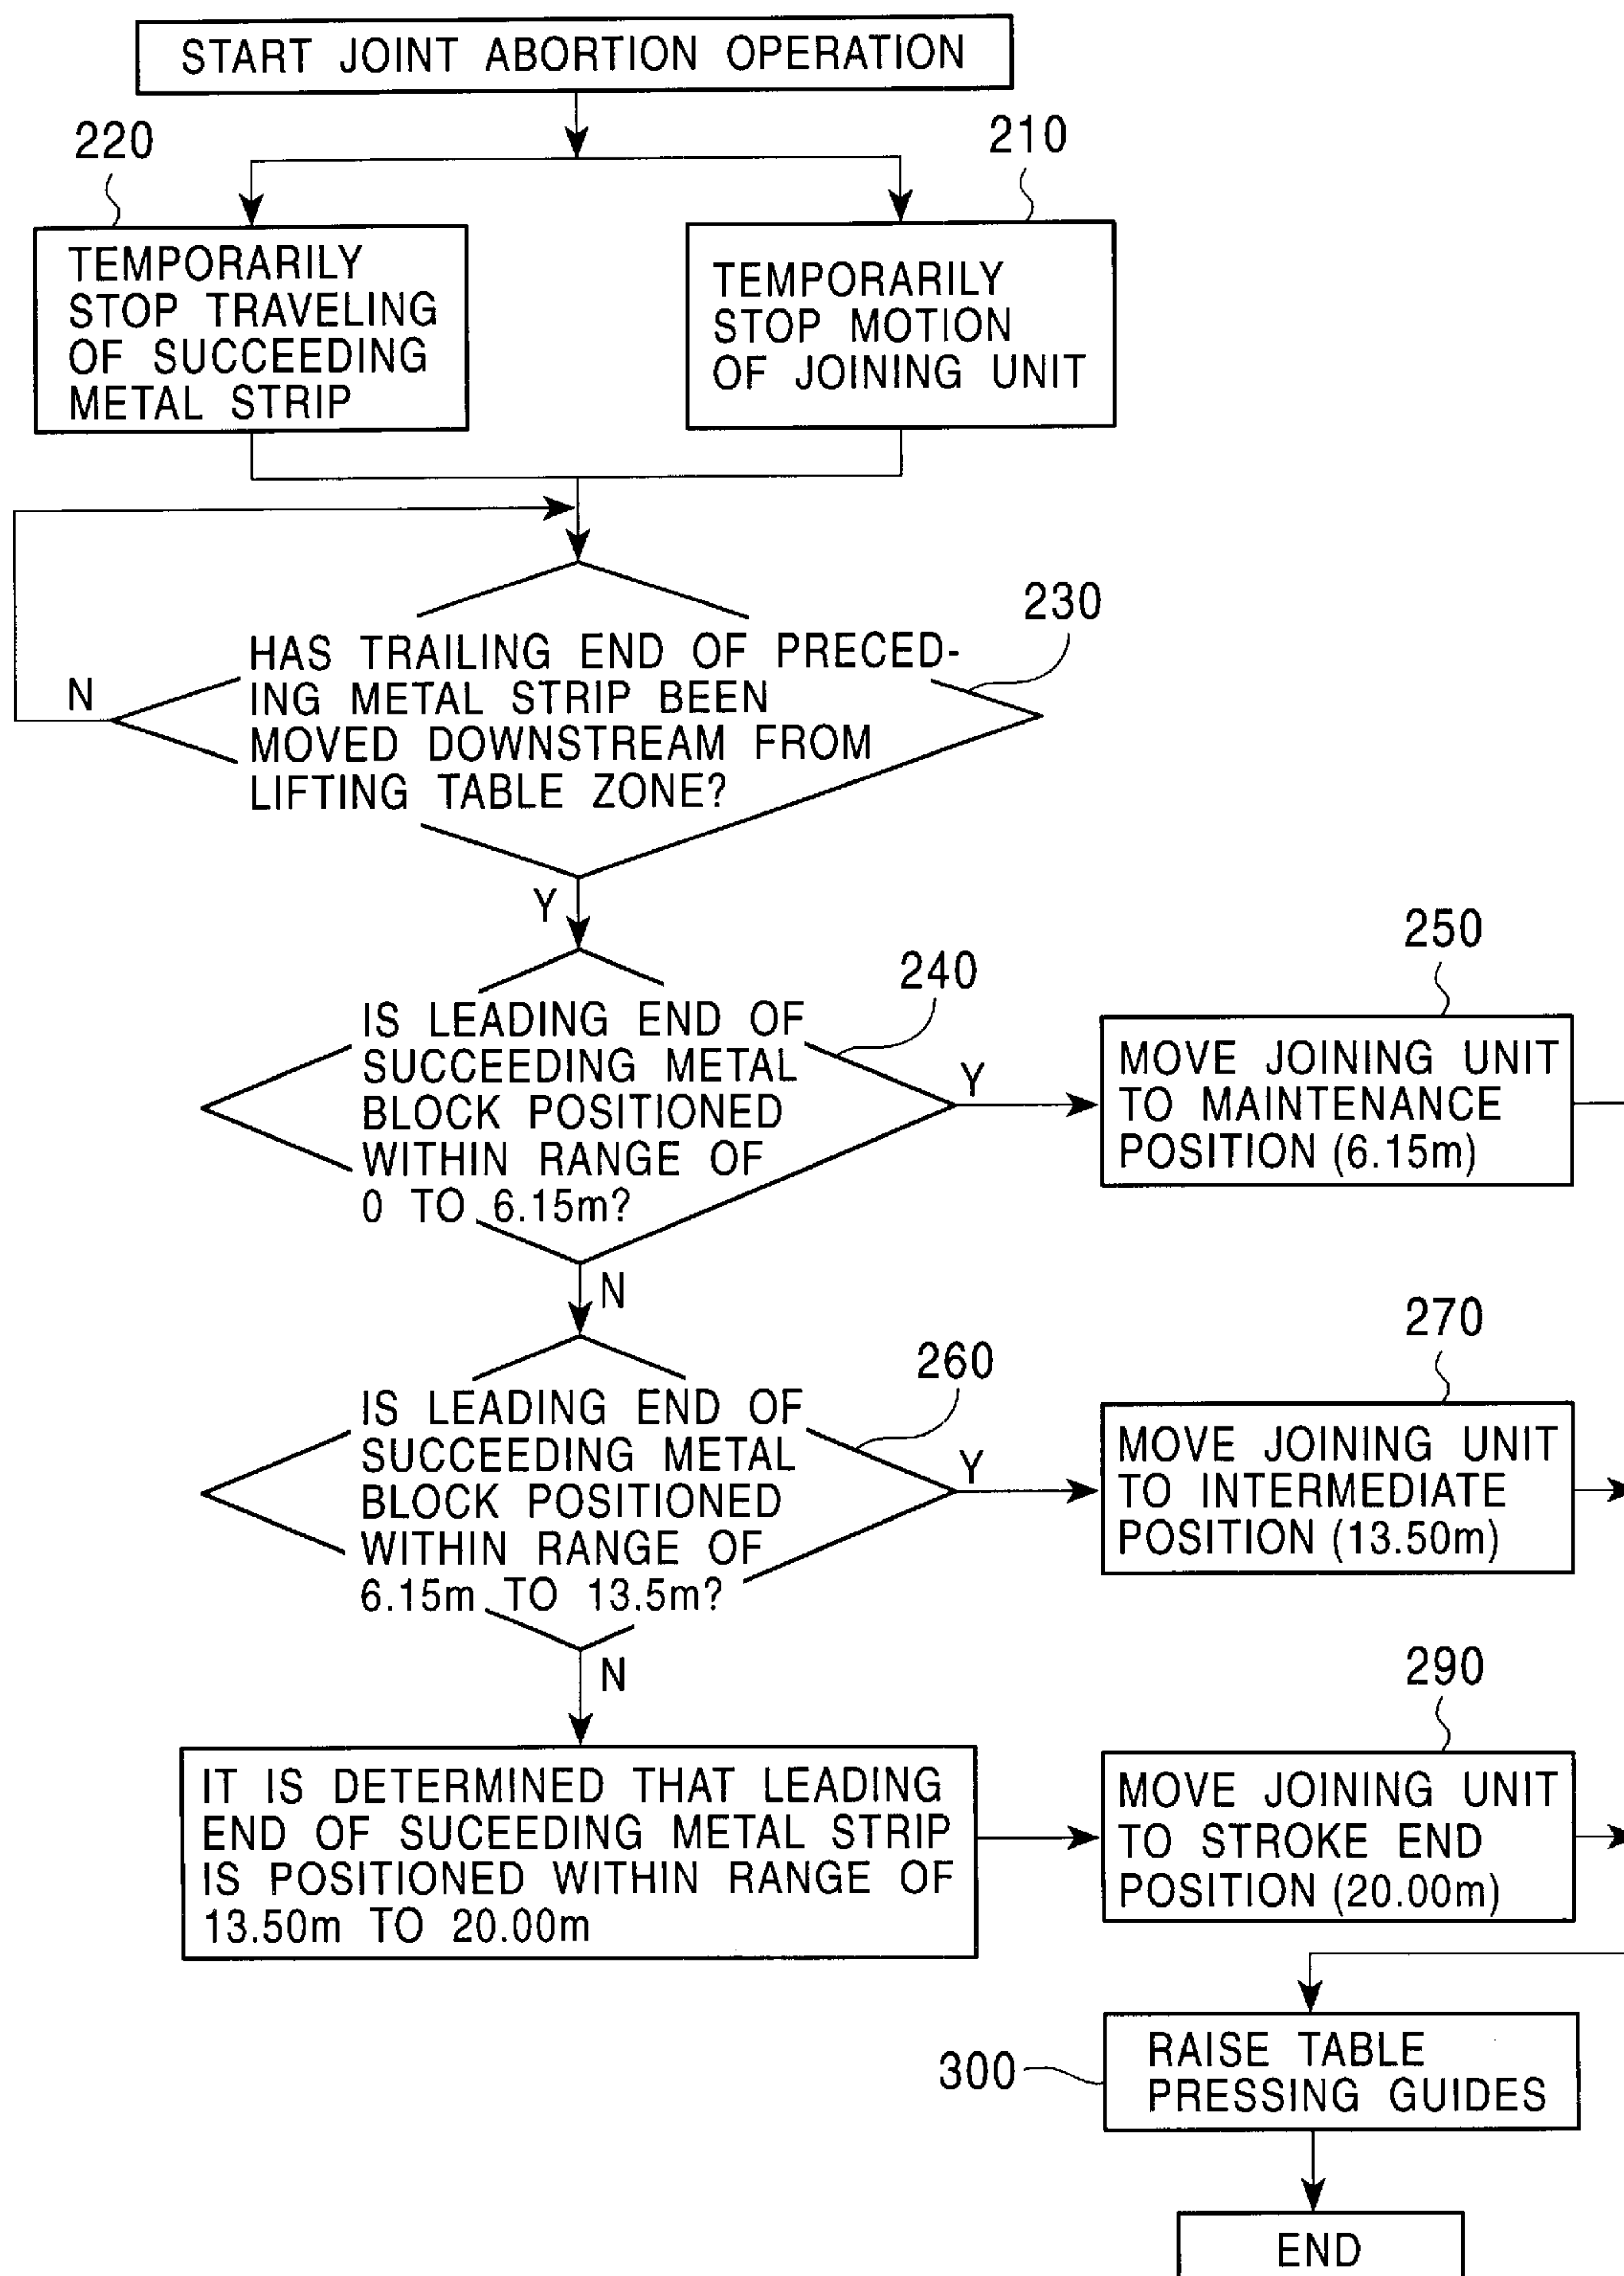 START JOINT ABORTION OPERATION
220
210
TEMPORARILY
STOP TRAVELING
OF SUCCEEDING
METAL STRIP
TEMPORARILY
STOP MOTION
OF JOINING UNIT
230
HAS TRAILING END OF PRECED-
ING METAL STRIP BEEN
MOVED DOWNSTREAM FROM
LIFTING TABLE ZONE?
N
Y
240
IS LEADING END OF
SUCCEEDING METAL
BLOCK POSITIONED
WITHIN RANGE OF
0 TO 6.15m?
Y
250
MOVE JOINING UNIT
TO MAINTENANCE
POSITION (6.15m)
N
260
IS LEADING END OF
SUCCEEDING METAL
BLOCK POSITIONED
WITHIN RANGE OF
6.15m TO 13.5m?
Y
270
MOVE JOINING UNIT
TO INTERMEDIATE
POSITION (13.50m)
N
IT IS DETERMINED THAT LEADING
END OF SUCEEDING METAL STRIP
IS POSITIONED WITHIN RANGE OF
13.50m TO 20.00m
290
MOVE JOINING UNIT
TO STROKE END
POSITION (20.00m)
300
RAISE TABLE
PRESSING GUIDES
END